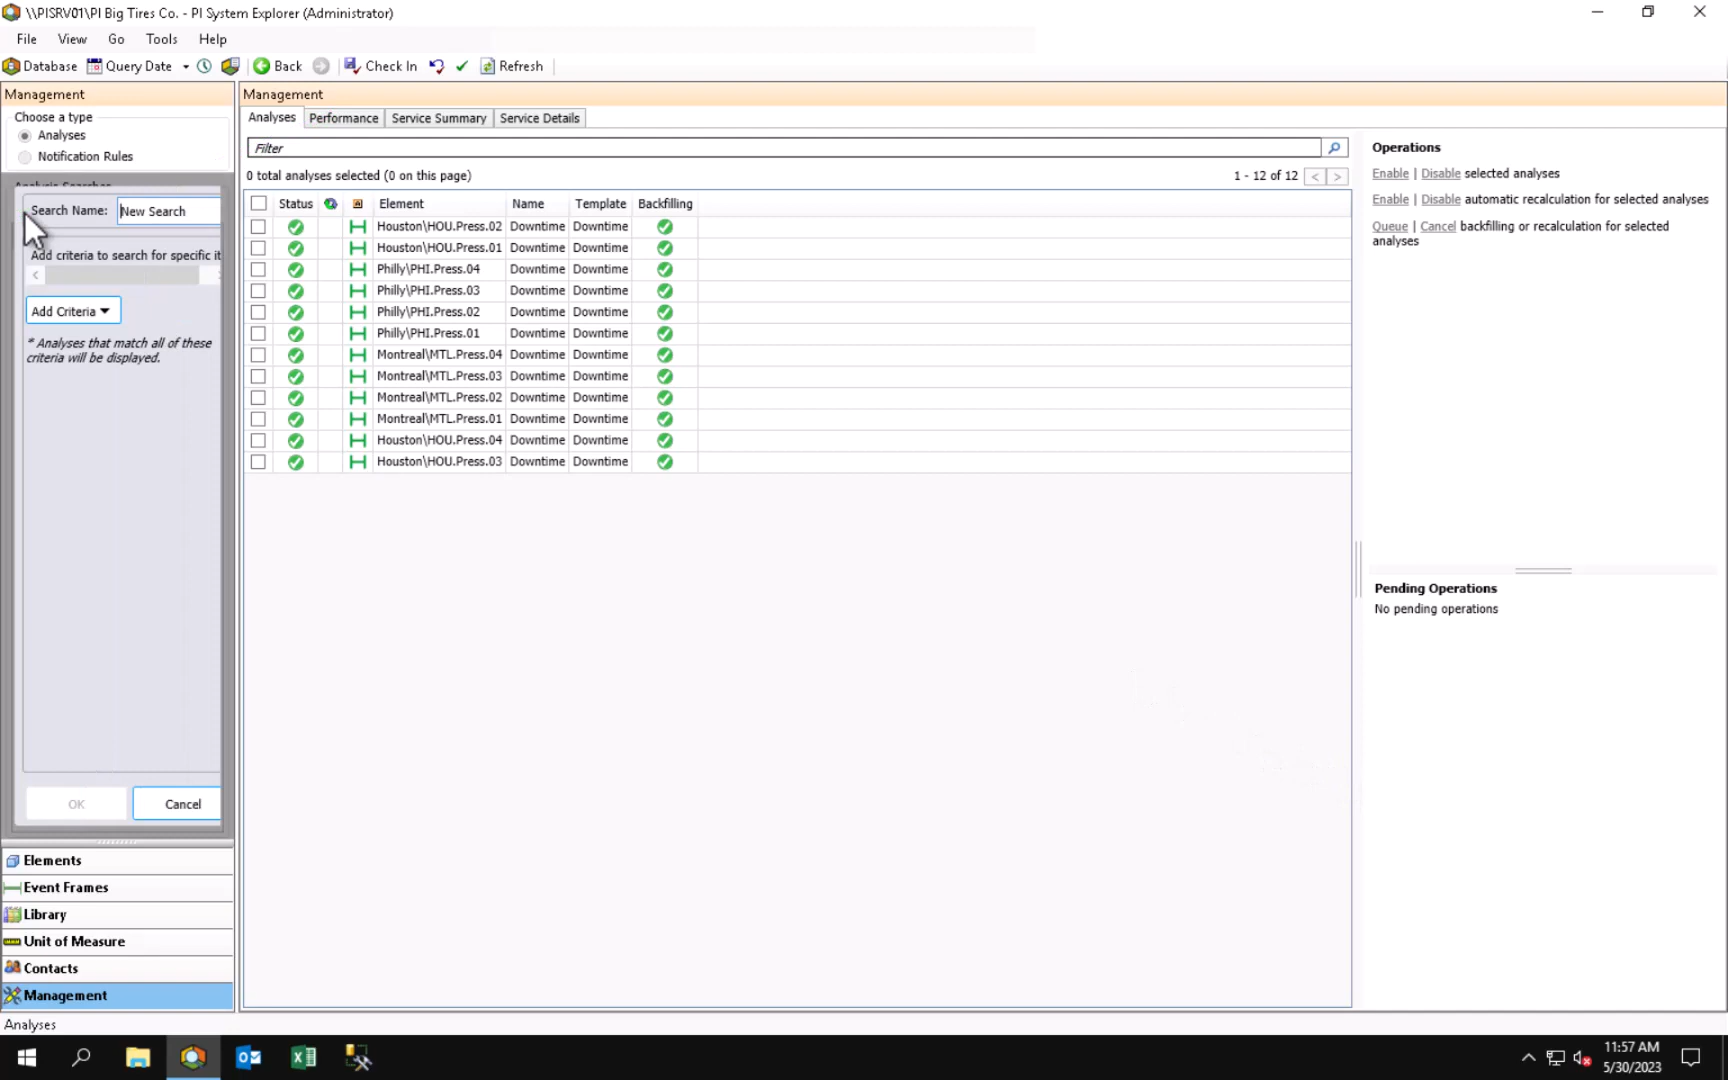 \\PISRV01\PI Big Tires Co. - PI System Explorer (Administrator)
File View Go Tools Help
Database Query Date Back Check In Refresh
Management
Choose a type
Analyses
Notification Rules
Analysis Searches
Search Name: New Search
Add criteria to search for specific it
Add Criteria
* Analyses that match all of these
criteria will be displayed.
OK Cancel
Elements
Event Frames
Library
Unit of Measure
Contacts
Management
Analyses
Management
Analyses Performance Service Summary Service Details
Filter
0 total analyses selected (0 on this page) 1 - 12 of 12 < >
Status Element Name Template Backfilling
Houston\HOU.Press.02 Downtime Downtime
Houston\HOU.Press.01 Downtime Downtime
Philly\PHI.Press.04 Downtime Downtime
Philly\PHI.Press.03 Downtime Downtime
Philly\PHI.Press.02 Downtime Downtime
Philly\PHI.Press.01 Downtime Downtime
Montreal\MTL.Press.04 Downtime Downtime
Montreal\MTL.Press.03 Downtime Downtime
Montreal\MTL.Press.02 Downtime Downtime
Montreal\MTL.Press.01 Downtime Downtime
Houston\HOU.Press.04 Downtime Downtime
Houston\HOU.Press.03 Downtime Downtime
Operations
Enable | Disable selected analyses
Enable | Disable automatic recalculation for selected analyses
Queue | Cancel backfilling or recalculation for selected
analyses
Pending Operations
No pending operations
11:57 AM
5/30/2023